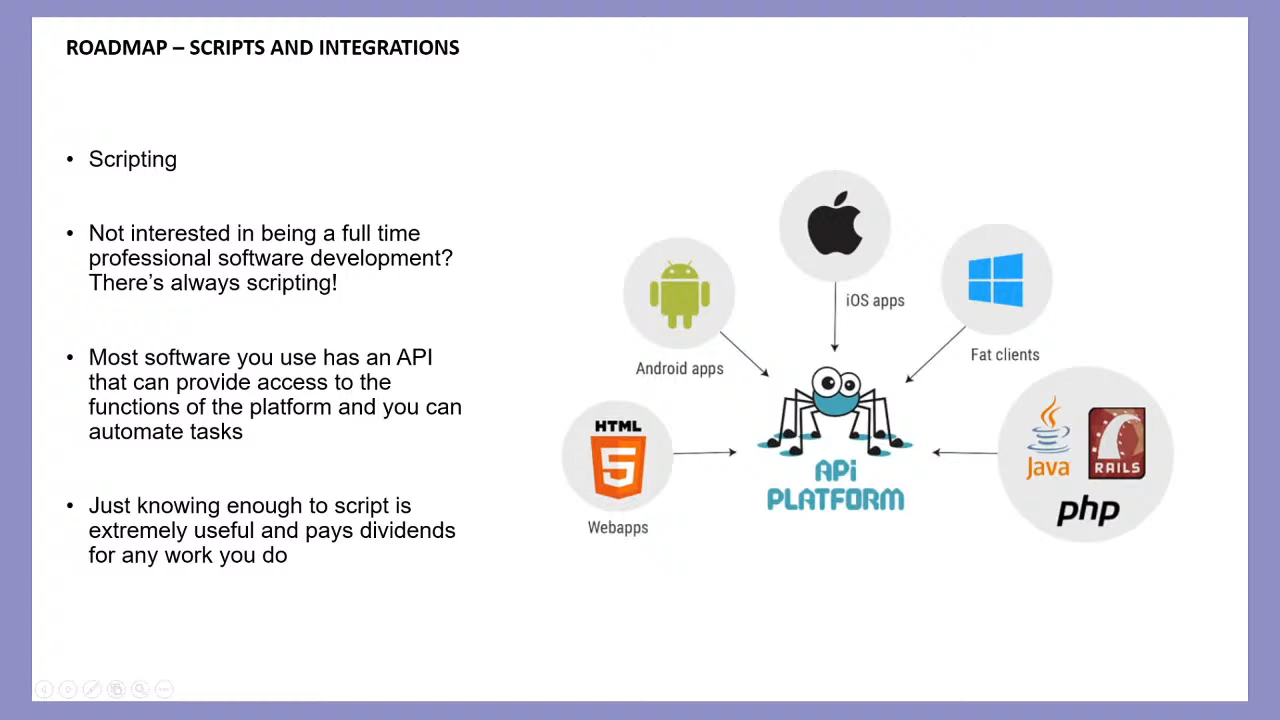 ROADMAP – SCRIPTS AND INTEGRATIONS
• Scripting
• Not interested in being a full time
professional software development?
There’s always scripting!
• Most software you use has an API
that can provide access to the
functions of the platform and you can
automate tasks
• Just knowing enough to script is
extremely useful and pays dividends
for any work you do
iOS apps
Android apps
Fat clients
HTML
5
Webapps
APi
PLATFORM
Java
RAILS
php